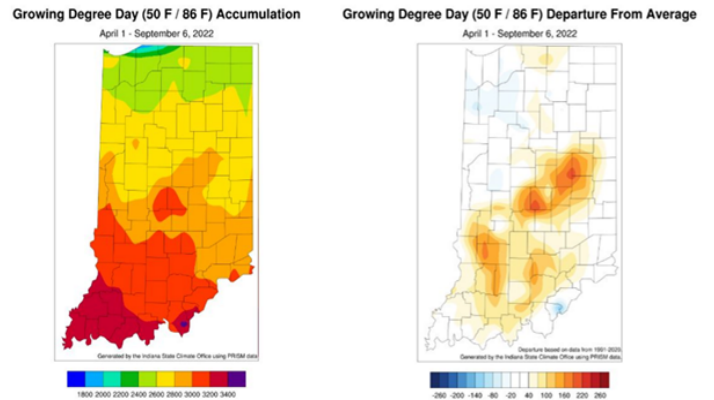 Growing Degree Day (50 F / 86 F) Accumulation
April 1 - September 6, 2022
Generated by the Indiana State Climate Office using PRISM data
1800 2000 2200 2400 2600 2800 3000 3200 3400
Growing Degree Day (50 F / 86 F) Departure From Average
April 1 - September 6, 2022
Departure based on data from 1991-2020.
Generated by the Indiana State Climate Office using PRISM data.
-260 -200 -140 -80 -20 40 100 160 220 260